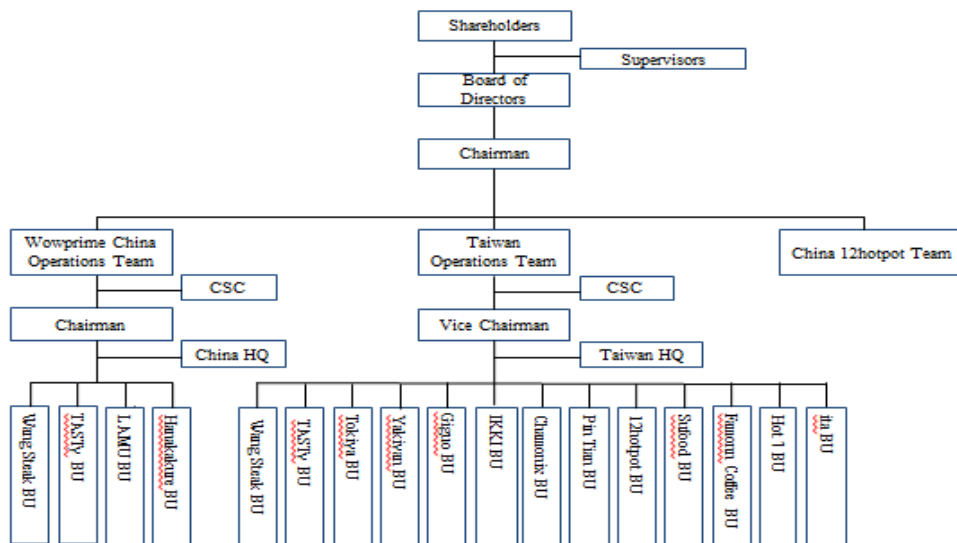 Shareholders
Supervisors
Board of
Directors
Chairman
Wowprime China
Operations Team
Taiwan
Operations Team
China 12hotpot Team
CSC
CSC
Chairman
Vice Chairman
China HQ
Taiwan HQ
Wang Steak BU
TASTy BU
LAMU BU
Hanakakure BU
Wang Steak BU
TASTy BU
Tokiya BU
Yakiyan BU
Giguo BU
IKKI BU
Chamonix BU
Pin Tian BU
12hotpot BU
Sufood BU
Famonn Coffee BU
Hot 7 BU
ita BU